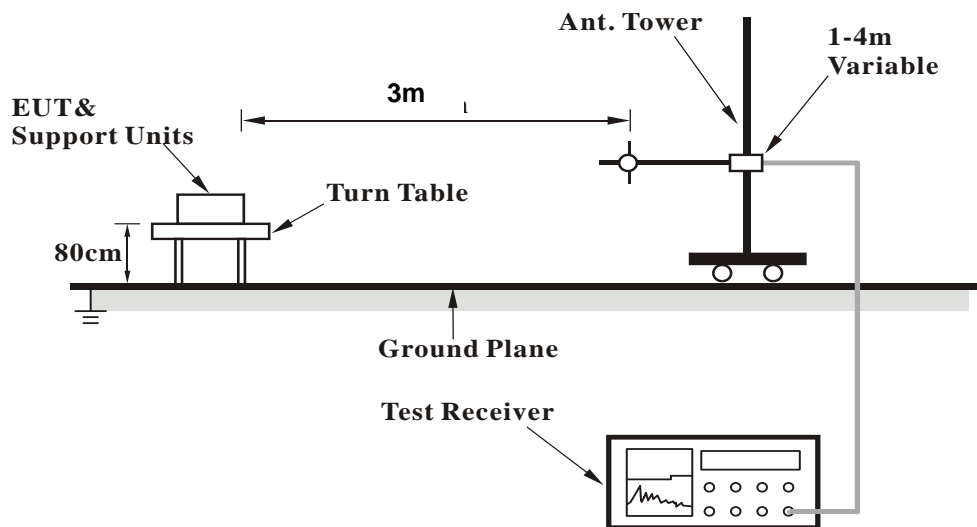 Ant. Tower
1-4m
Variable
3m
EUT&
Support Units
Turn Table
80cm
Ground Plane
Test Receiver